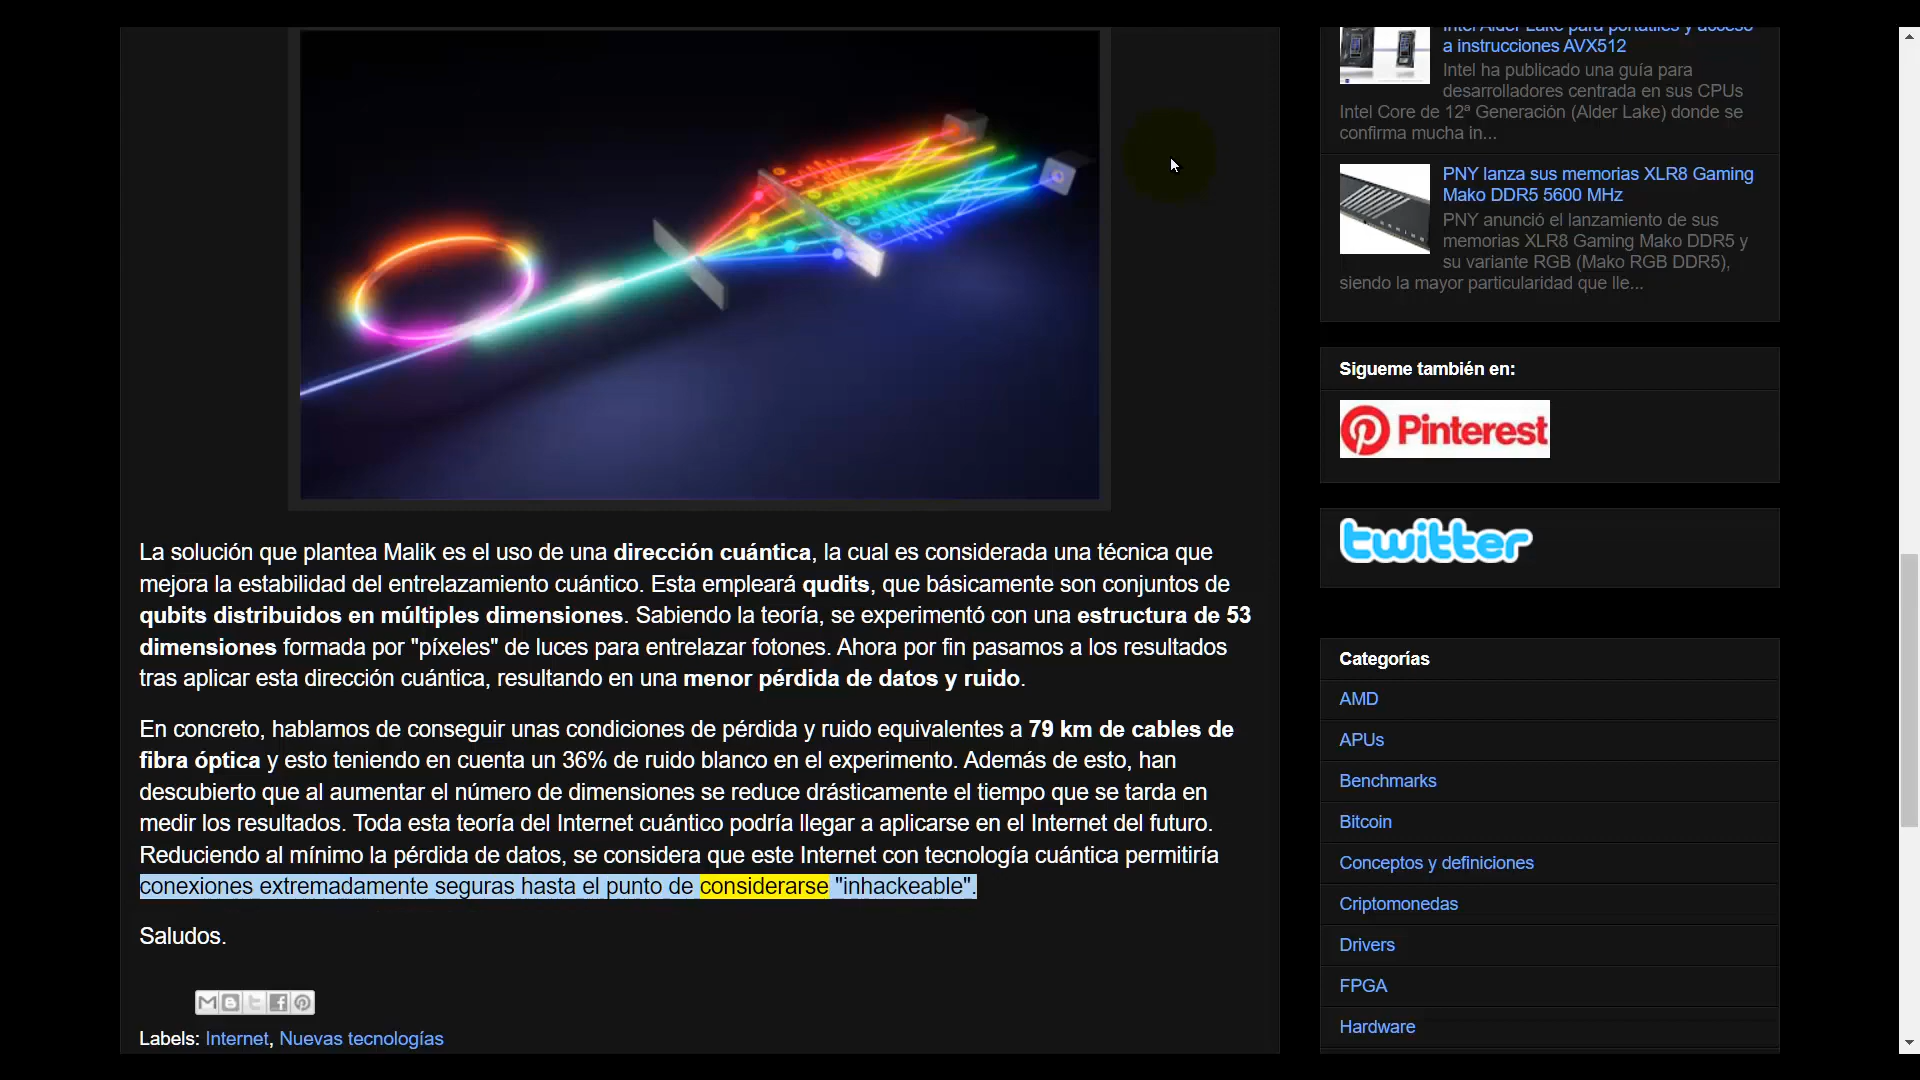 La solución que plantea Malik es el uso de una dirección cuántica, la cual es considerada una técnica que
mejora la estabilidad del entrelazamiento cuántico. Esta empleará qudits, que básicamente son conjuntos de
qubits distribuidos en múltiples dimensiones. Sabiendo la teoría, se experimentó con una estructura de 53
dimensiones formada por "píxeles" de luces para entrelazar fotones. Ahora por fin pasamos a los resultados
tras aplicar esta dirección cuántica, resultando en una menor pérdida de datos y ruido.
En concreto, hablamos de conseguir unas condiciones de pérdida y ruido equivalentes a 79 km de cables de
fibra óptica y esto teniendo en cuenta un 36% de ruido blanco en el experimento. Además de esto, han
descubierto que al aumentar el número de dimensiones se reduce drásticamente el tiempo que se tarda en
medir los resultados. Toda esta teoría del Internet cuántico podría llegar a aplicarse en el Internet del futuro.
Reduciendo al mínimo la pérdida de datos, se considera que este Internet con tecnología cuántica permitiría
conexiones extremadamente seguras hasta el punto de considerarse "inhackeable".
Saludos.
Labels: Internet, Nuevas tecnologías
Intel Alder Lake para portátiles y acceso
a instrucciones AVX512
Intel ha publicado una guía para
desarrolladores centrada en sus CPUs
Intel Core de 12ª Generación (Alder Lake) donde se
confirma mucha in...
PNY lanza sus memorias XLR8 Gaming
Mako DDR5 5600 MHz
PNY anunció el lanzamiento de sus
memorias XLR8 Gaming Mako DDR5 y
su variante RGB (Mako RGB DDR5),
siendo la mayor particularidad que lle...
Sigueme también en:
Pinterest
twitter
Categorías
AMD
APUs
Benchmarks
Bitcoin
Conceptos y definiciones
Criptomonedas
Drivers
FPGA
Hardware